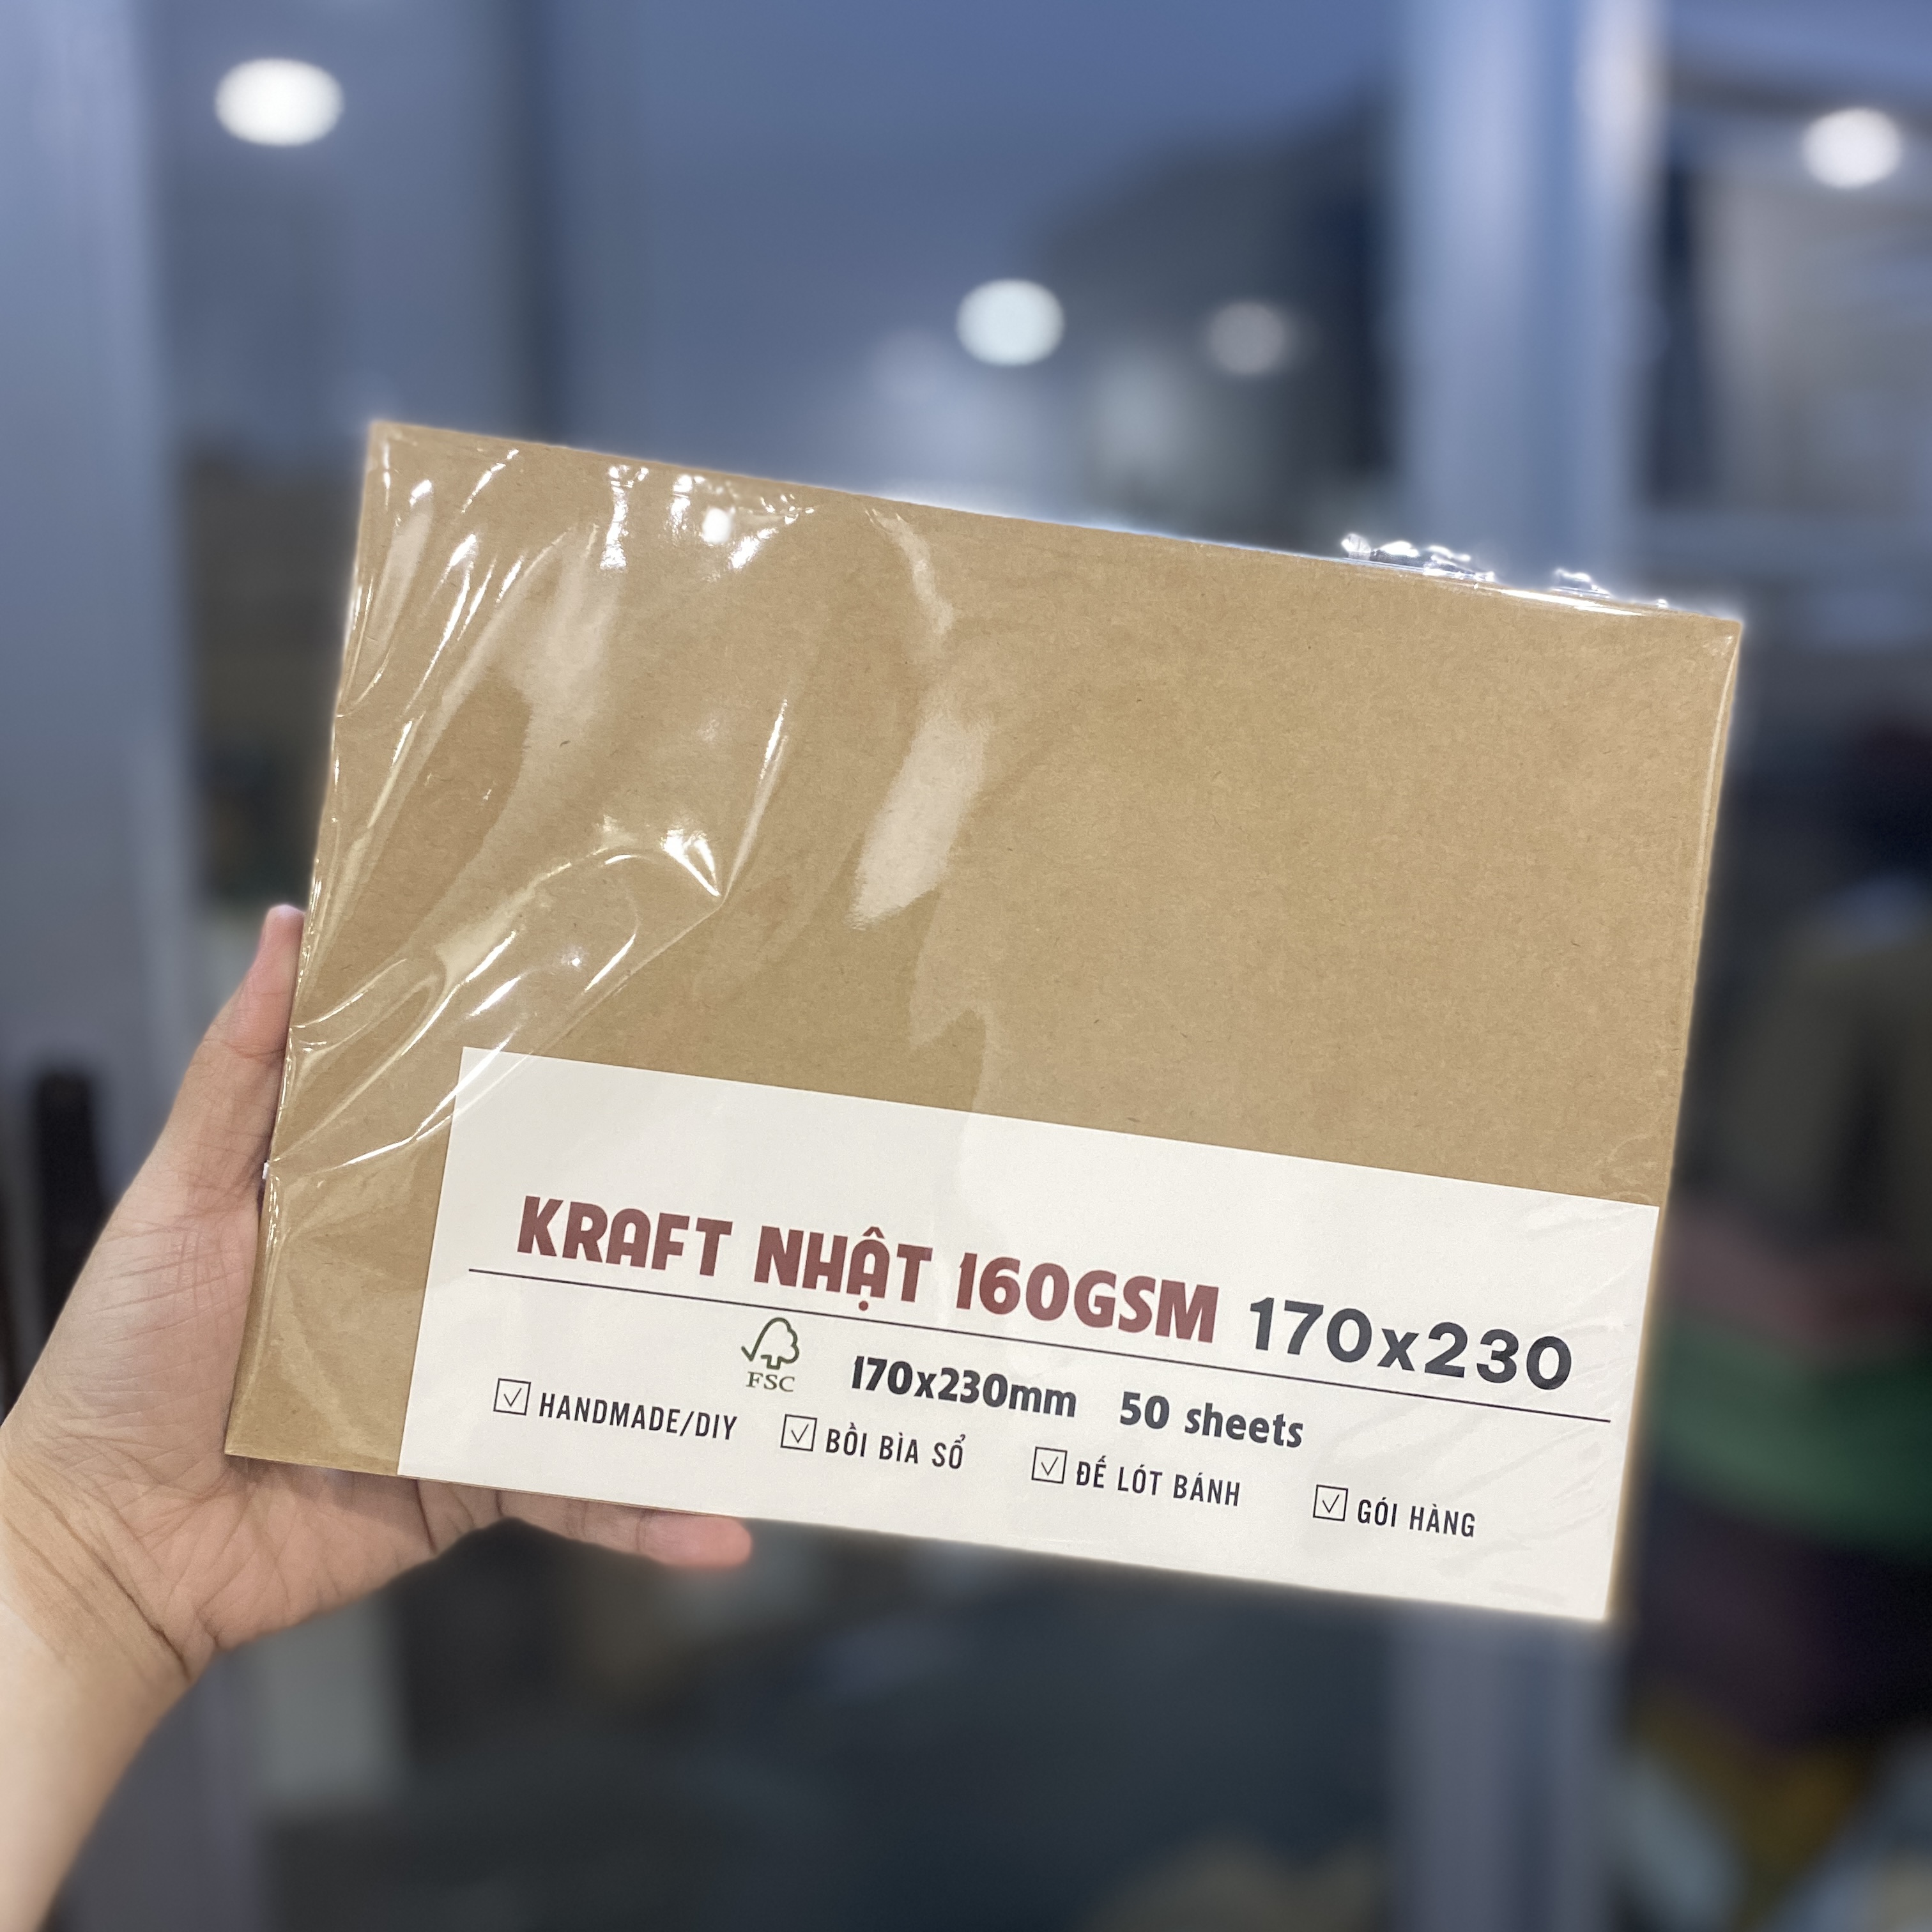 KRAFT NHẬT 160GSM 170x230
FSC 170x230mm 50 sheets
HANDMADE/DIY BỒI BÌA SỔ ĐẾ LÓT BÁNH GÓI HÀNG